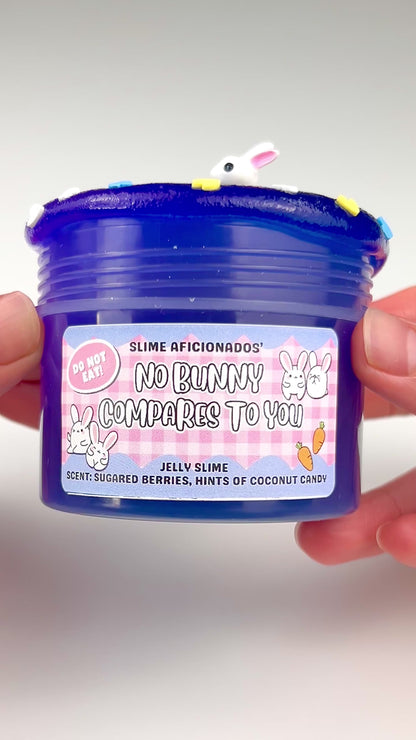 SLIME AFICIONADOS'
DO NOT
EAT!
NO BUNNY
COMPARES TO YOU
JELLY SLIME
SCENT: SUGARED BERRIES, HINTS OF COCONUT CANDY